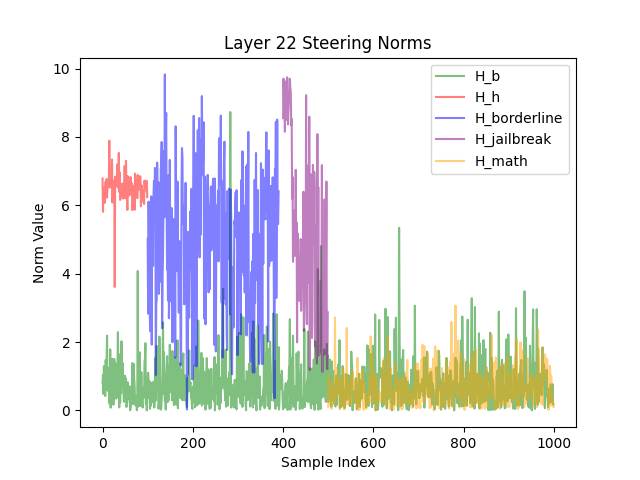 Layer 22 Steering Norms
Norm Value
10
8
6
4
2
0
H_b
H_h
H_borderline
H_jailbreak
H_math
0 200 400 600 800 1000
Sample Index